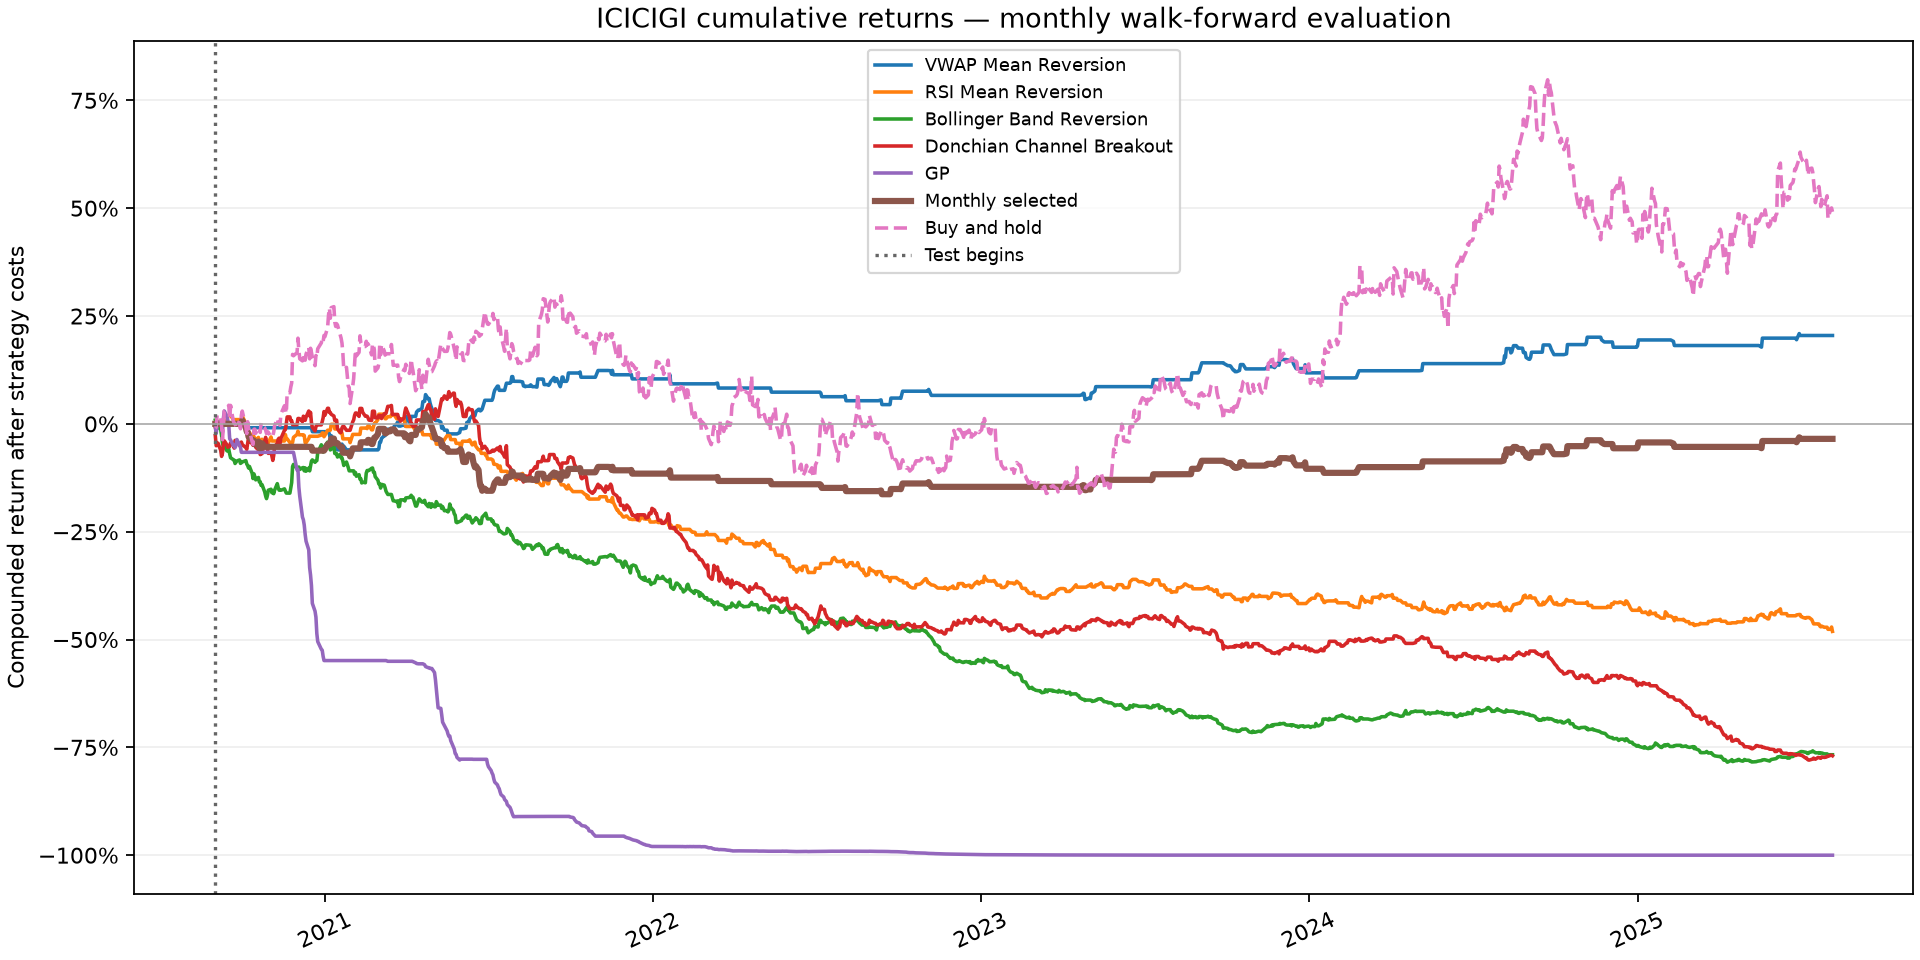 ICICIGI cumulative returns — monthly walk-forward evaluation
Compounded return after strategy costs
75%
50%
25%
0%
−25%
−50%
−75%
−100%
VWAP Mean Reversion
RSI Mean Reversion
Bollinger Band Reversion
Donchian Channel Breakout
GP
Monthly selected
Buy and hold
Test begins
2021
2022
2023
2024
2025